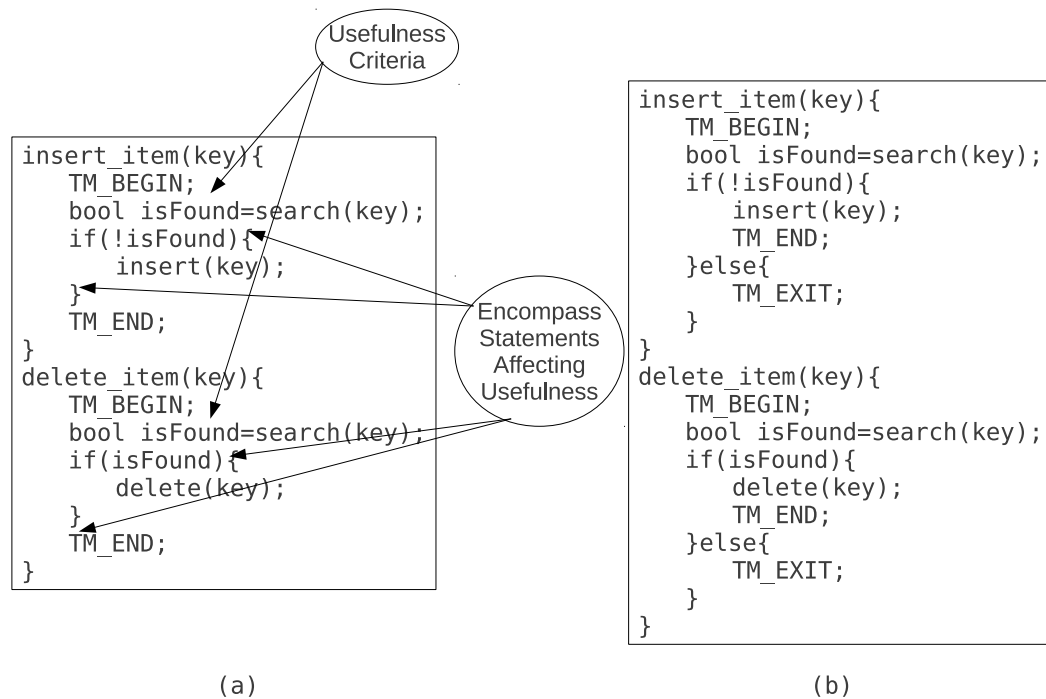 Usefulness
Criteria
insert_item(key){
TM_BEGIN;
bool isFound=search(key);
if(!isFound){
insert(key);
}
TM_END;
}
delete_item(key){
TM_BEGIN;
bool isFound=search(key);
if(isFound){
delete(key);
}
TM_END;
}
(a)
Encompass
Statements
Affecting
Usefulness
insert_item(key){
TM_BEGIN;
bool isFound=search(key);
if(!isFound){
insert(key);
TM_END;
}else{
TM_EXIT;
}
}
delete_item(key){
TM_BEGIN;
bool isFound=search(key);
if(isFound){
delete(key);
TM_END;
}else{
TM_EXIT;
}
}
(b)